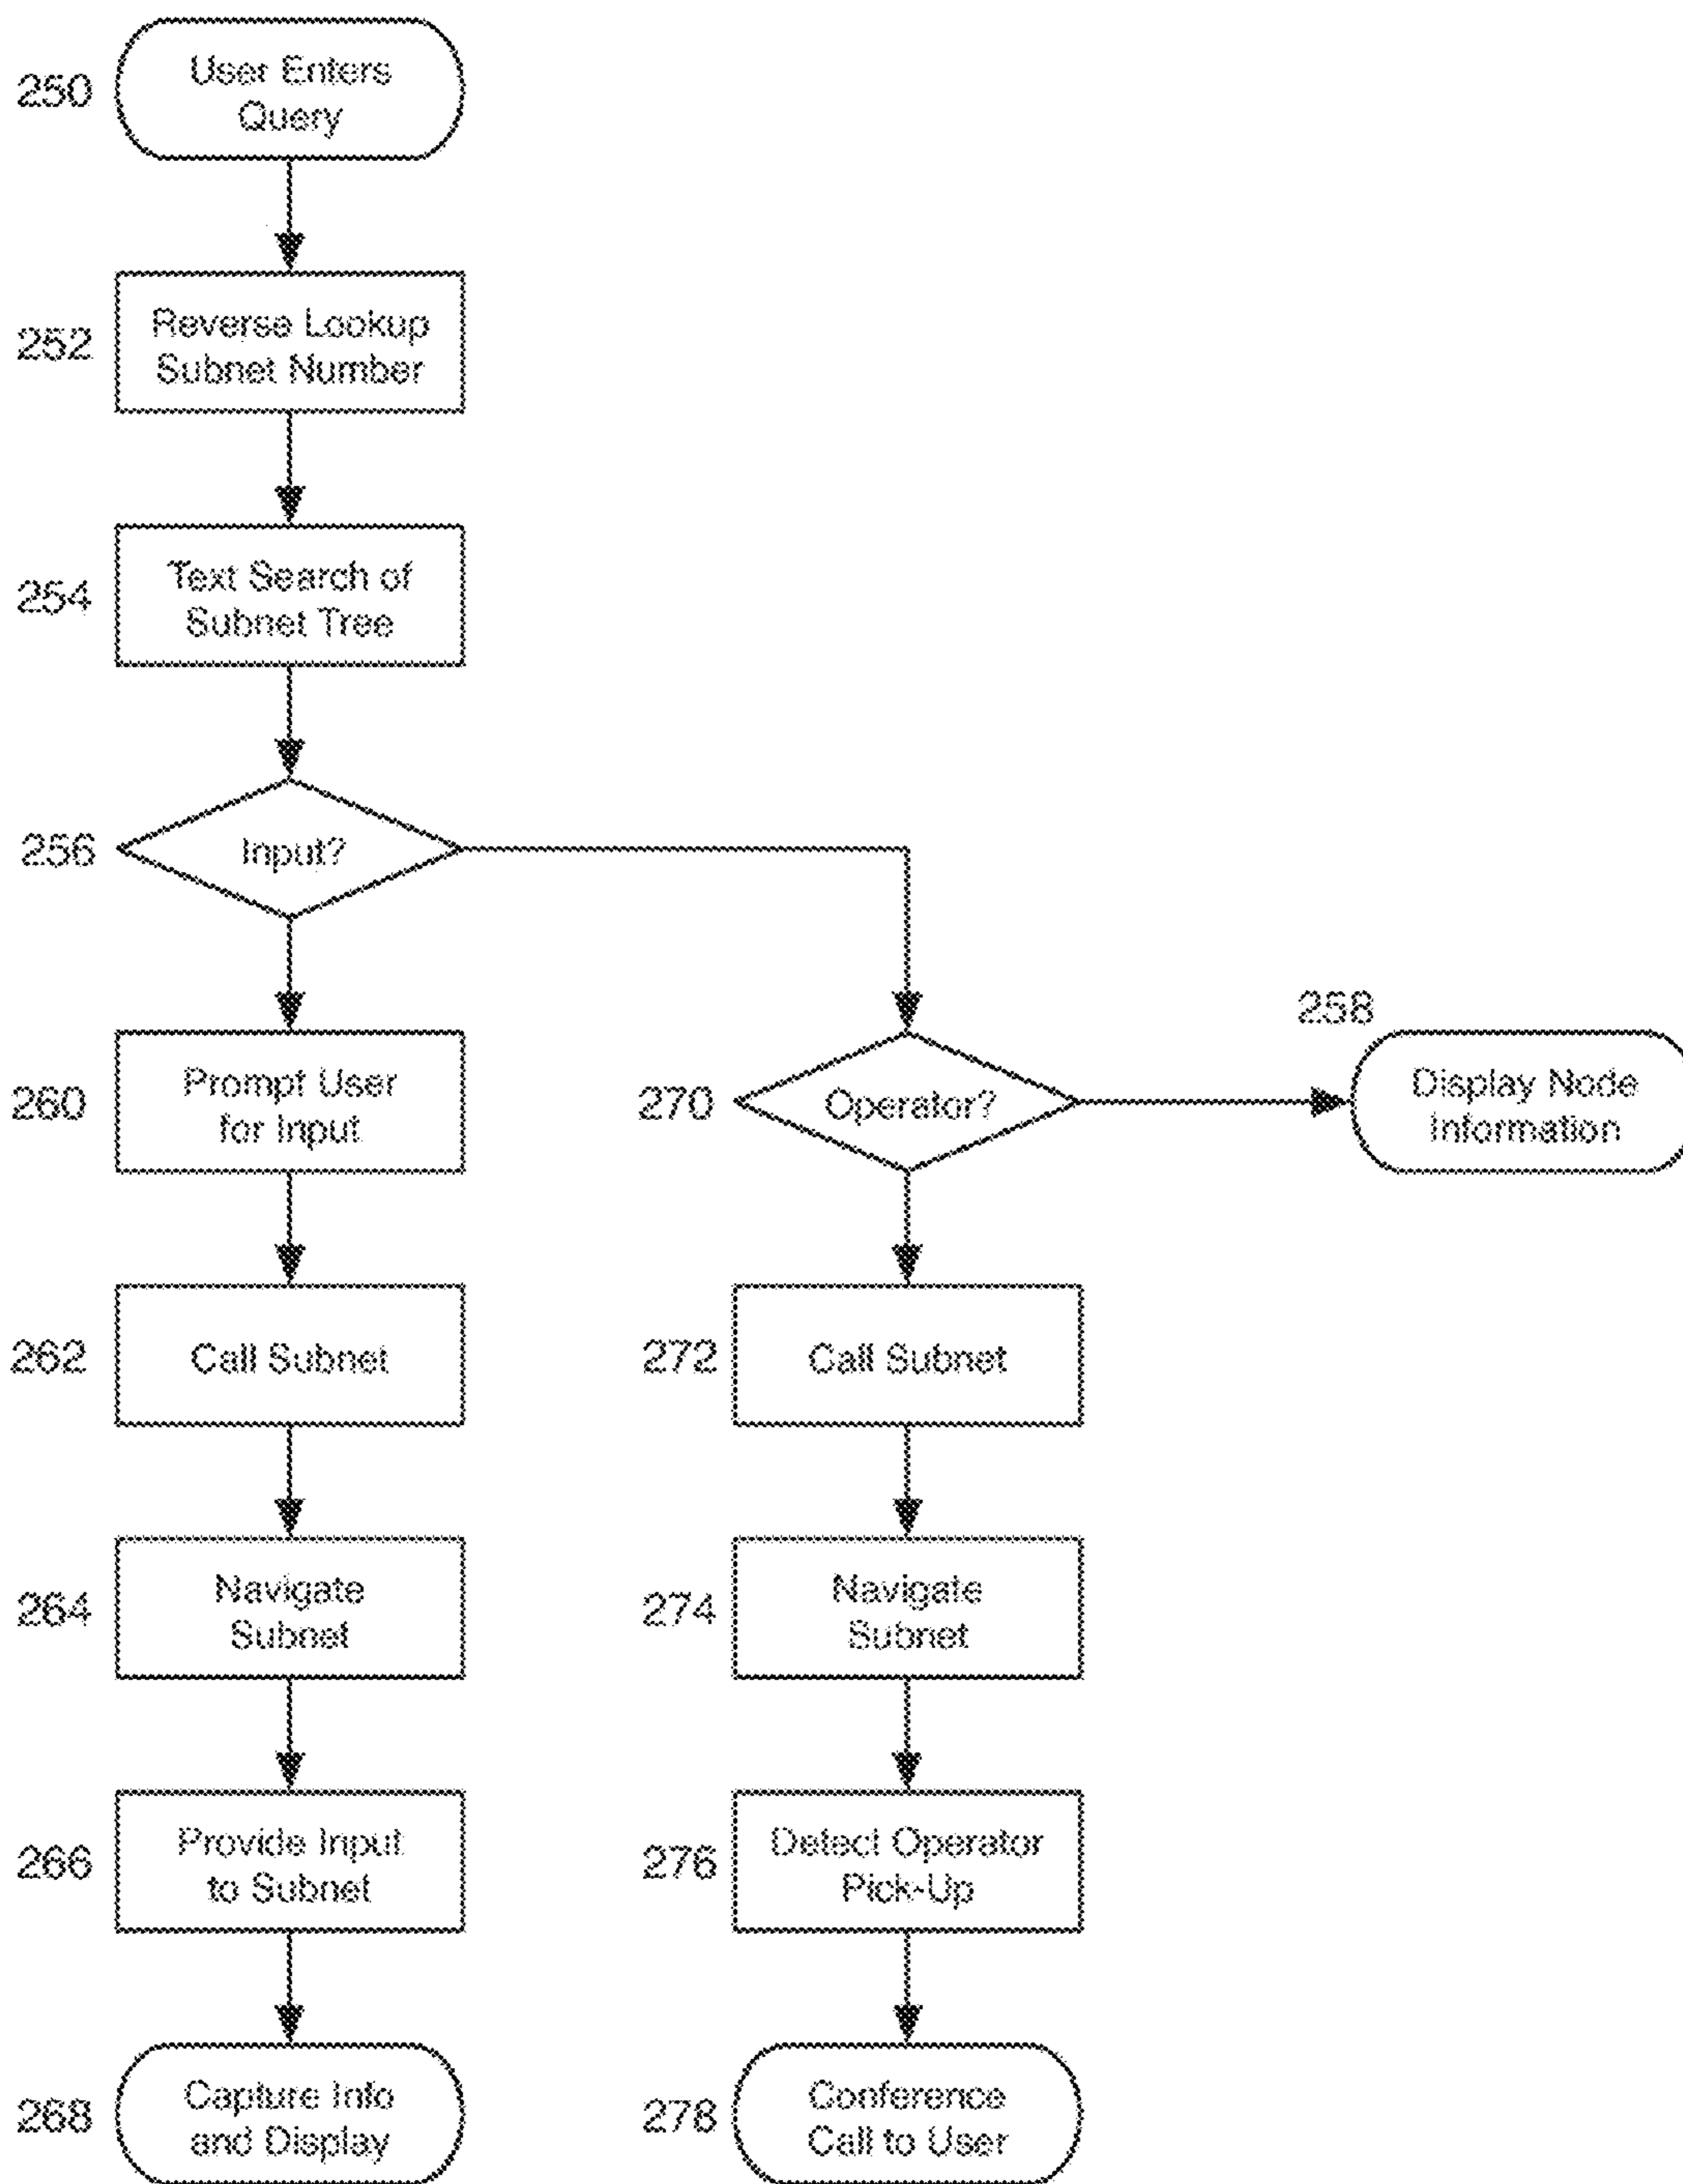 250
User Enters
Query
252
Reverse Lookup
Subnet Number
254
Text Search of
Subnet Tree
256
Input?
258
Display Node
Information
260
Prompt User
for Input
270
Operator?
262
Call Subnet
272
Call Subnet
264
Navigate
Subnet
274
Navigate
Subnet
266
Provide Input
to Subnet
276
Detect Operator
Pick-Up
268
Capture Info
and Display
278
Conference
Call to User